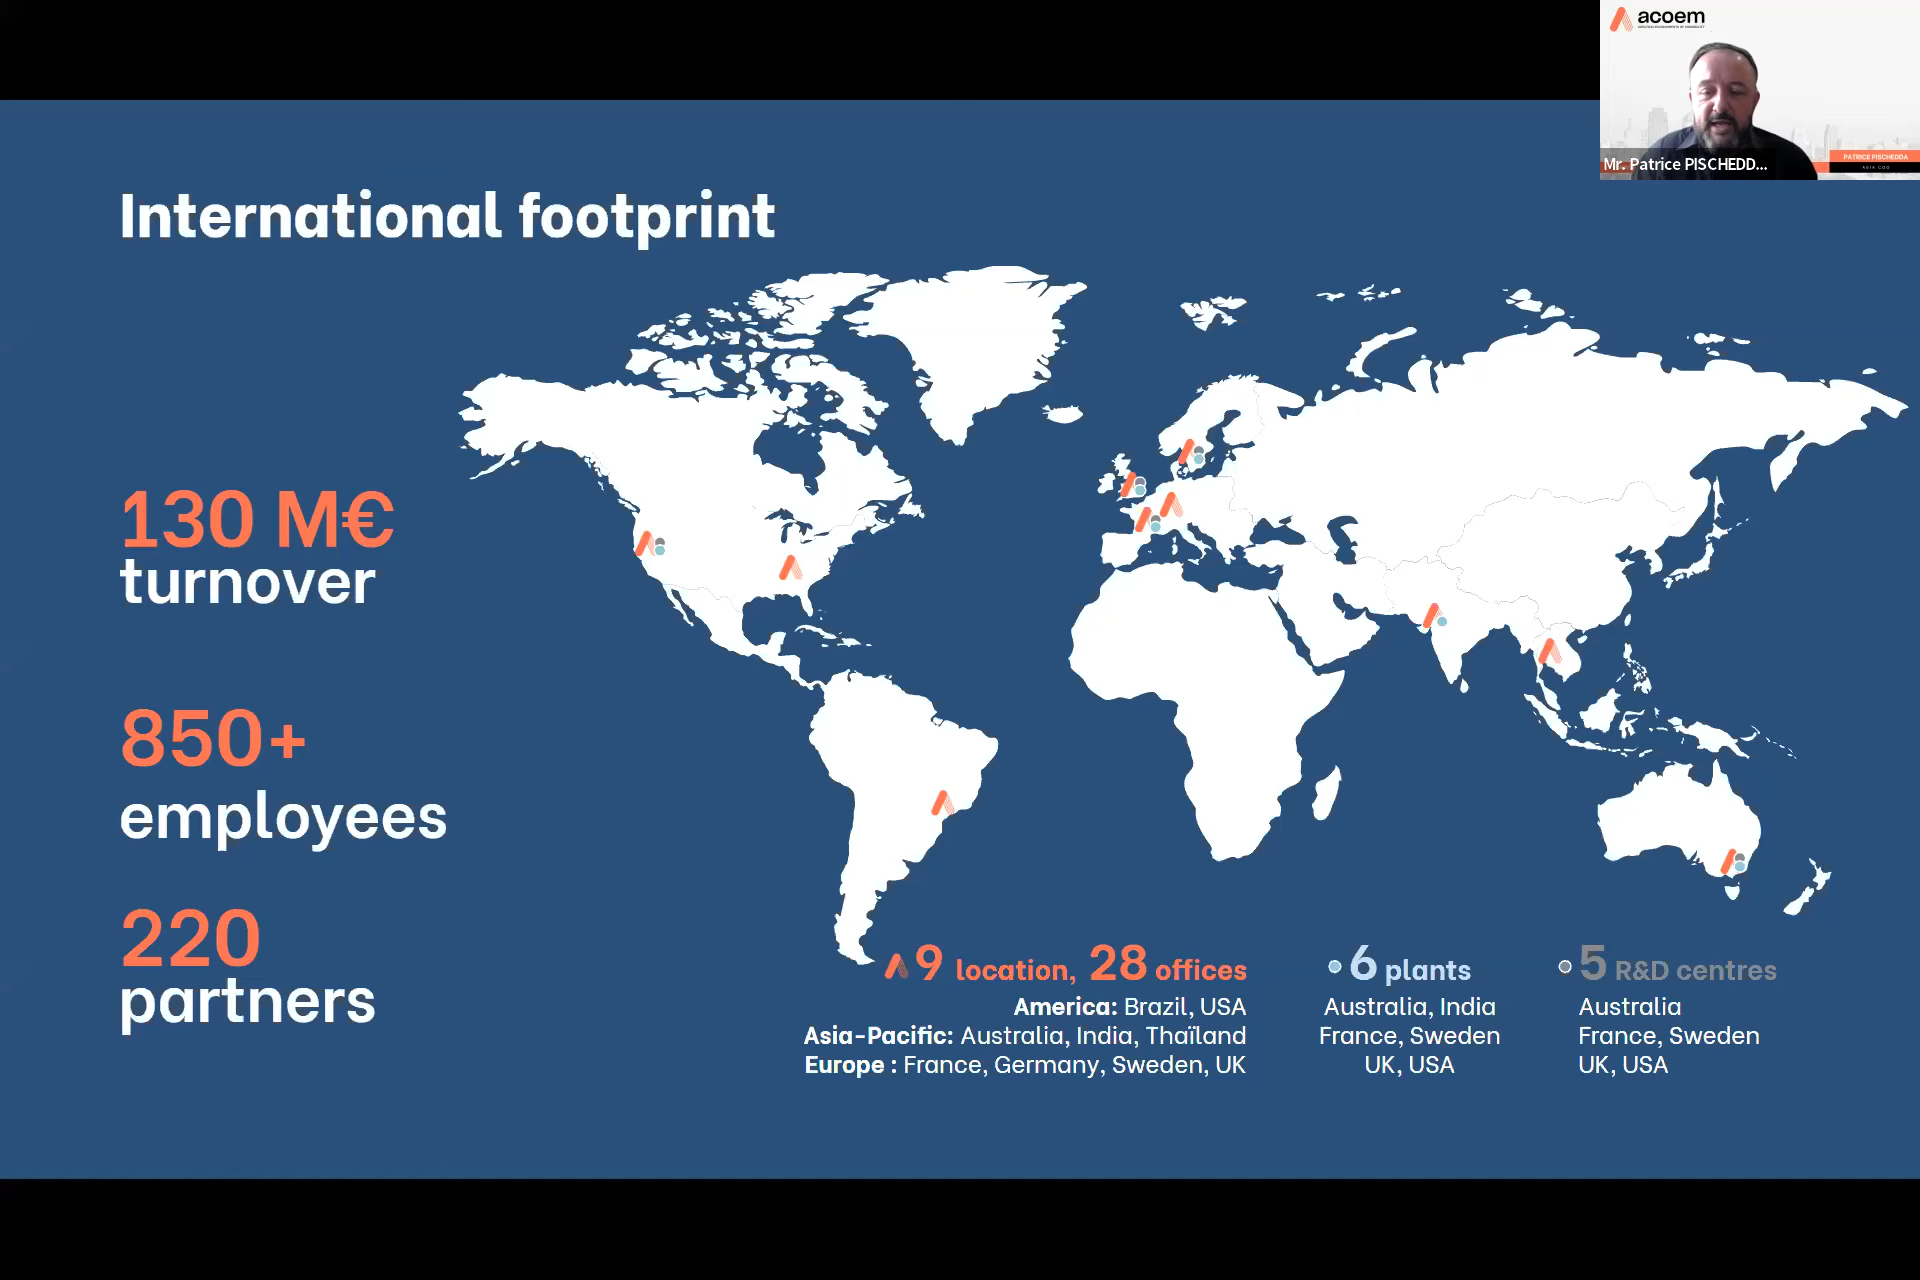 acoem
Mr. Patrice PISCHEDD...
PATRICE PISCHEDDA
ASIA COO
International footprint
130 M€
turnover
850+
employees
220
partners
9 location, 28 offices
America: Brazil, USA
Asia-Pacific: Australia, India, Thaïland
Europe : France, Germany, Sweden, UK
6 plants
Australia, India
France, Sweden
UK, USA
5 R&D centres
Australia
France, Sweden
UK, USA